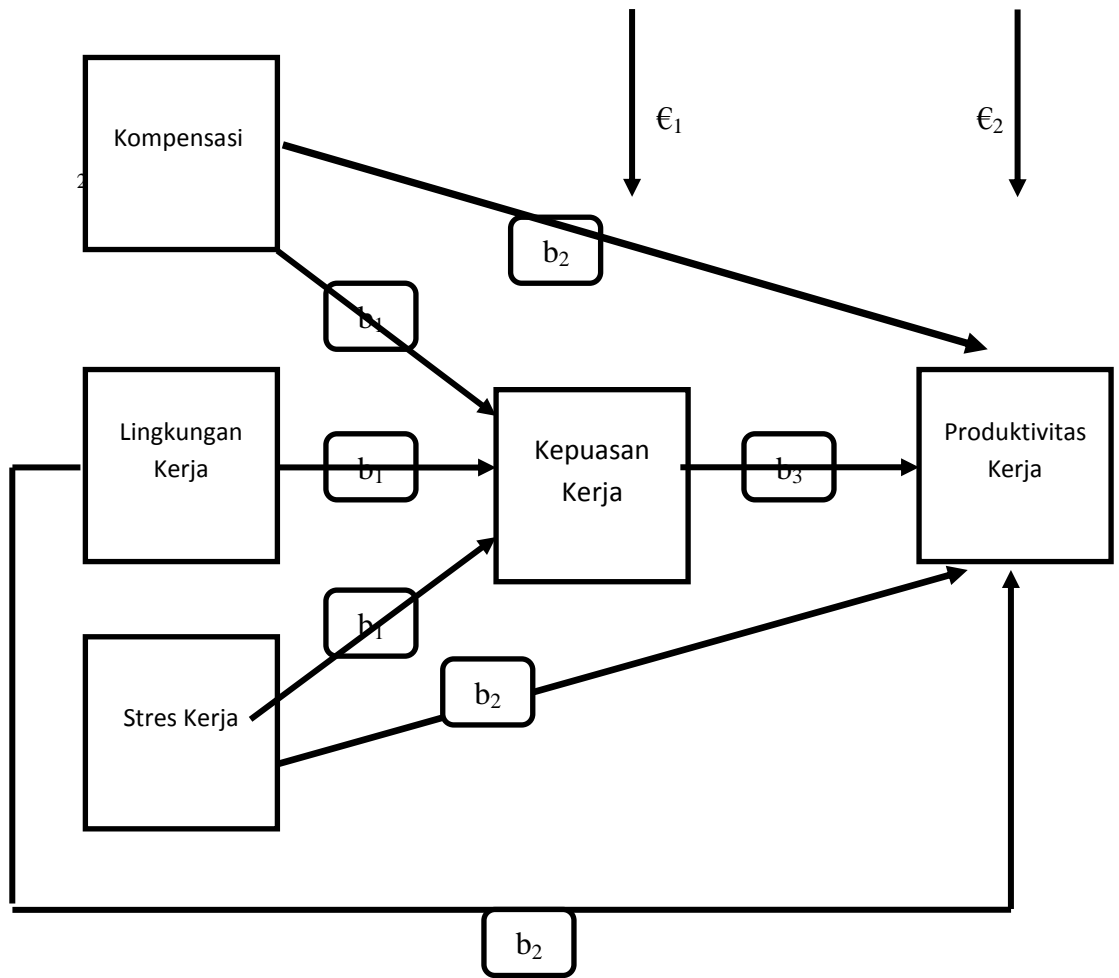 €₁
€₂
Kompensasi
2
b₂
b₁
Lingkungan
Kerja
b₁
Kepuasan
Kerja
b₃
Produktivitas
Kerja
b₁
Stres Kerja
b₂
b₂